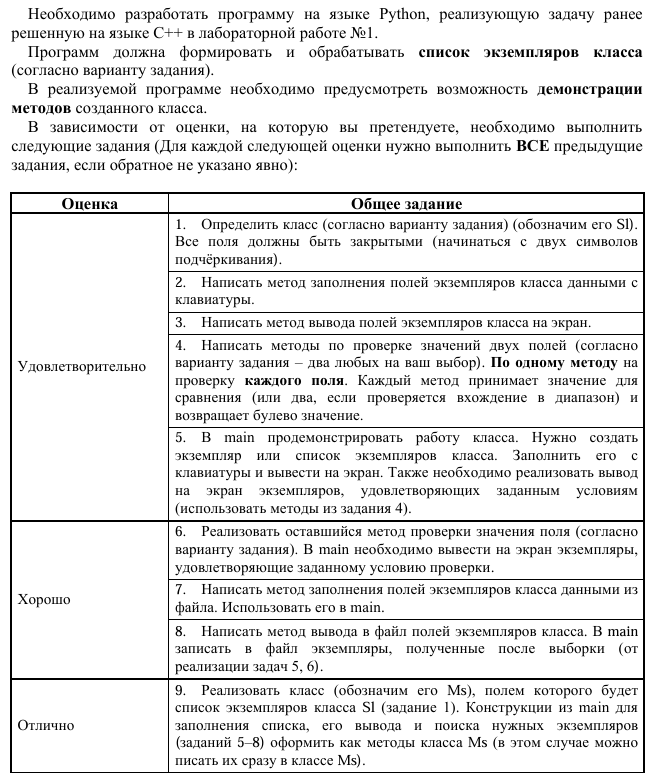 Необходимо разработать программу на языке Python, реализующую задачу ранее
решенную на языке C++ в лабораторной работе №1.
Программ должна формировать и обрабатывать список экземпляров класса
(согласно варианту задания).
В реализуемой программе необходимо предусмотреть возможность демонстрации
методов созданного класса.
В зависимости от оценки, на которую вы претендуете, необходимо выполнить
следующие задания (Для каждой следующей оценки нужно выполнить ВСЕ предыдущие
задания, если обратное не указано явно):
Оценка Общее задание
Удовлетворительно
1. Определить класс (согласно варианту задания) (обозначим его Sl).
Все поля должны быть закрытыми (начинаться с двух символов
подчёркивания).
2. Написать метод заполнения полей экземпляров класса данными с
клавиатуры.
3. Написать метод вывода полей экземпляров класса на экран.
4. Написать методы по проверке значений двух полей (согласно
варианту задания – два любых на ваш выбор). По одному методу на
проверку каждого поля. Каждый метод принимает значение для
сравнения (или два, если проверяется вхождение в диапазон) и
возвращает булево значение.
5. В main продемонстрировать работу класса. Нужно создать
экземпляр или список экземпляров класса. Заполнить его с
клавиатуры и вывести на экран. Также необходимо реализовать вывод
на экран экземпляров, удовлетворяющих заданным условиям
(использовать методы из задания 4).
Хорошо
6. Реализовать оставшийся метод проверки значения поля (согласно
варианту задания). В main необходимо вывести на экран экземпляры,
удовлетворяющие заданному условию проверки.
7. Написать метод заполнения полей экземпляров класса данными из
файла. Использовать его в main.
8. Написать метод вывода в файл полей экземпляров класса. В main
записать в файл экземпляры, полученные после выборки (от
реализации задач 5, 6).
Отлично
9. Реализовать класс (обозначим его Ms), полем которого будет
список экземпляров класса Sl (задание 1). Конструкции из main для
заполнения списка, его вывода и поиска нужных экземпляров
(заданий 5–8) оформить как методы класса Ms (в этом случае можно
писать их сразу в классе Ms).